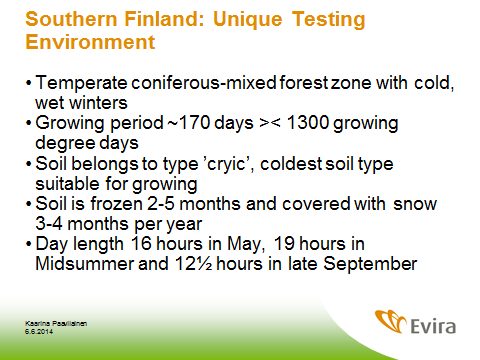 Southern Finland: Unique Testing
Environment
• Temperate coniferous-mixed forest zone with cold,
wet winters
• Growing period ~170 days >< 1300 growing
degree days
• Soil belongs to type ’cryic’, coldest soil type
suitable for growing
• Soil is frozen 2-5 months and covered with snow
3-4 months per year
• Day length 16 hours in May, 19 hours in
Midsummer and 12½ hours in late September
Kaarina Paavilainen
6.6.2014
Evira